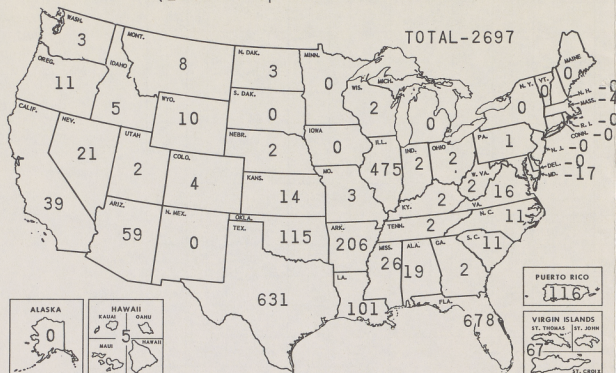 TOTAL-2697
WASH.
3
MONT.
8
N. DAK.
3
MINN.
0
OREG.
11
IDAHO
5
WYO.
10
S. DAK.
0
WIS.
2
MICH.
0
N. Y.
0
VT.
0
MAINE
0
N. H. -0
MASS.
R. I. -0
CONN. -0
N. J. -0
DEL. -0
MD. -17
CALIF.
39
NEV.
21
UTAH
2
COLO.
4
NEBR.
2
IOWA
0
ILL.
475
IND.
2
OHIO
2
PA.
1
W. VA.
2
VA.
16
KANS.
14
MO.
3
KY.
2
N. C.
11
TENN.
2
S. C.
11
ARIZ.
59
N. MEX.
0
OKLA.
115
TEX.
631
ARK.
206
LA.
101
MISS.
26
ALA.
19
GA.
2
FLA.
678
ALASKA
0
HAWAII
KAUAI
OAHU
5
MAUI
HAWAII
PUERTO RICO
116
VIRGIN ISLANDS
ST. THOMAS
ST. JOHN
67
ST. CROIX